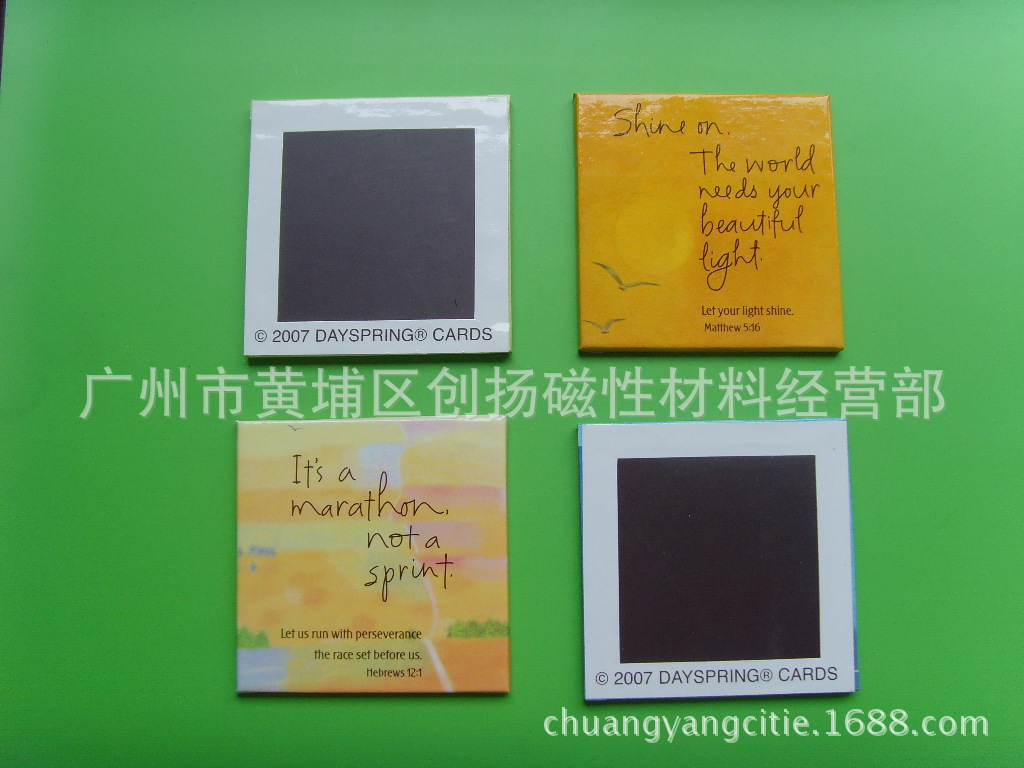 © 2007 DAYSPRING® CARDS
Shine on.
The world
needs your
beautiful
light.
Let your light shine.
Matthew 5:16
广州市黄埔区创扬磁性材料经营部
It's a
marathon,
not a
sprint.
Let us run with perseverance
the race set before us.
Hebrews 12:1
© 2007 DAYSPRING® CARDS
chuangyangcitie.1688.com